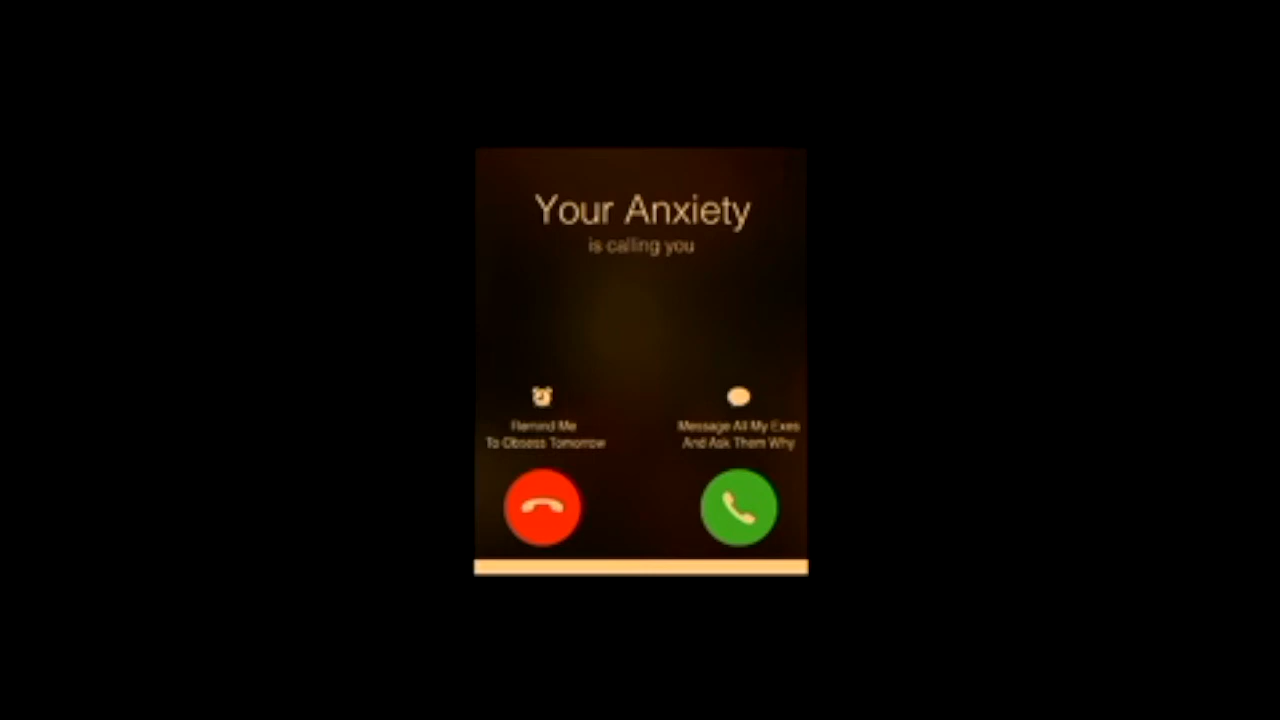 Your Anxiety
is calling you
Remind Me
To Obsess Tomorrow
Message All My Exes
And Ask Them Why